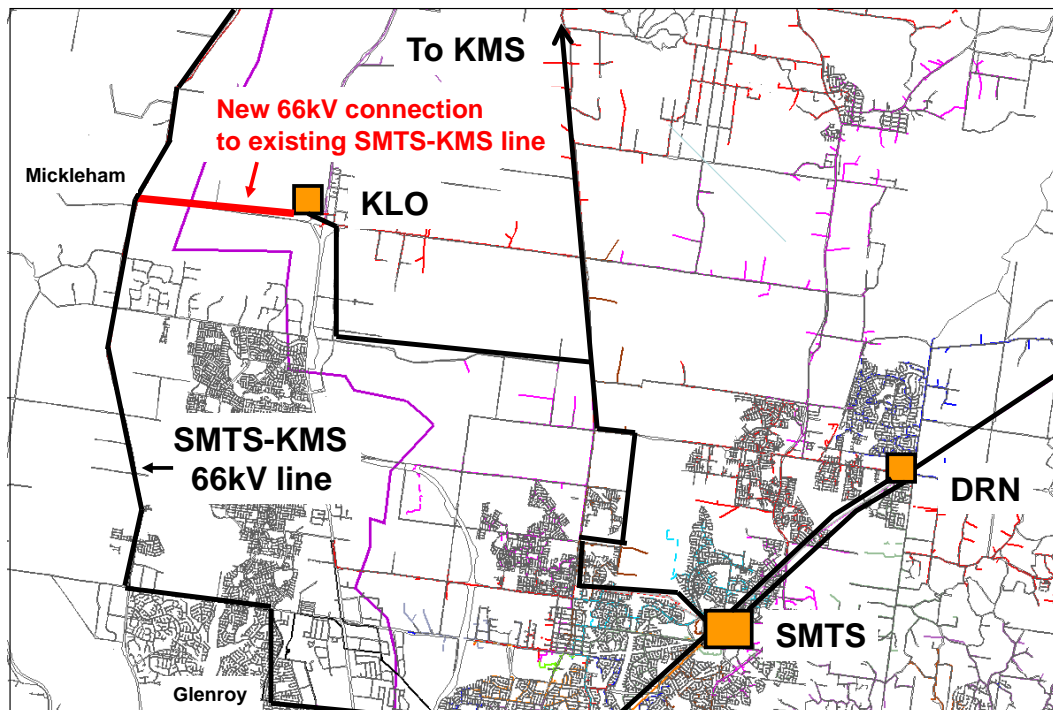 To KMS
New 66kV connection
to existing SMTS-KMS line
Mickleham
KLO
SMTS-KMS
66kV line
DRN
SMTS
Glenroy